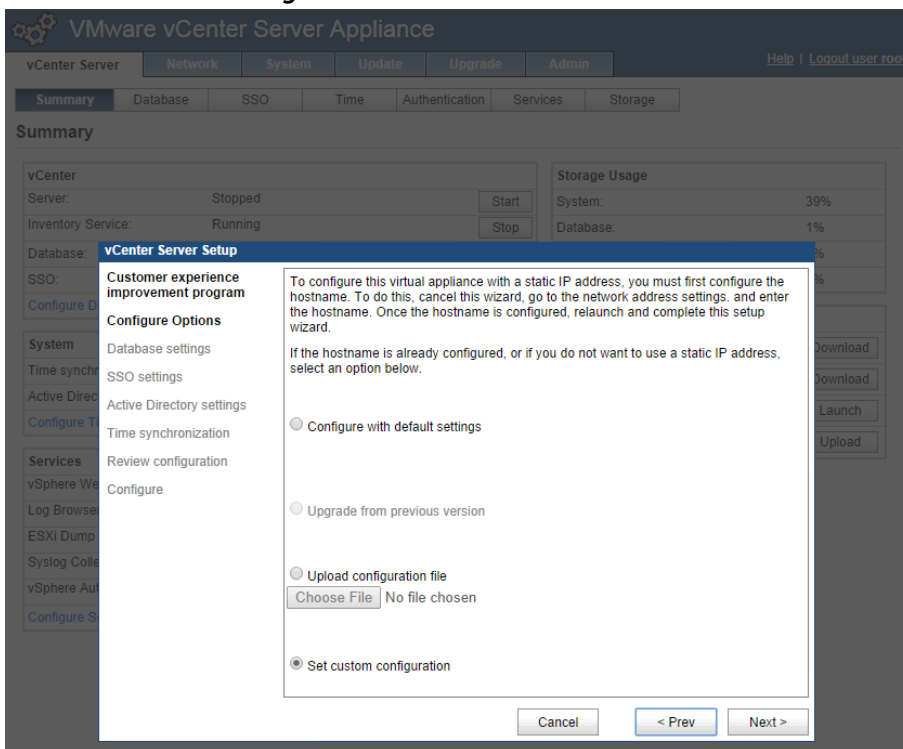 VMware vCenter Server Appliance
Help | Logout user roo
vCenter Server Network System Update Upgrade Admin
Summary Database SSO Time Authentication Services Storage
Summary
vCenter
Server: Stopped Start
Inventory Service: Running Stop
Database:
SSO:
Configure D
Storage Usage
System: 39%
Database: 1%
%
%
System
Time synchr
Active Direc
Configure Ti
Services
vSphere We
Log Browse
ESXi Dump
Syslog Colle
vSphere Aut
Configure S
Download
Download
Launch
Upload
vCenter Server Setup
Customer experience
improvement program
Configure Options
Database settings
SSO settings
Active Directory settings
Time synchronization
Review configuration
Configure
To configure this virtual appliance with a static IP address, you must first configure the
hostname. To do this, cancel this wizard, go to the network address settings. and enter
the hostname. Once the hostname is configured, relaunch and complete this setup
wizard.
If the hostname is already configured, or if you do not want to use a static IP address,
select an option below.
Configure with default settings
Upgrade from previous version
Upload configuration file
Choose File No file chosen
Set custom configuration
Cancel < Prev Next >